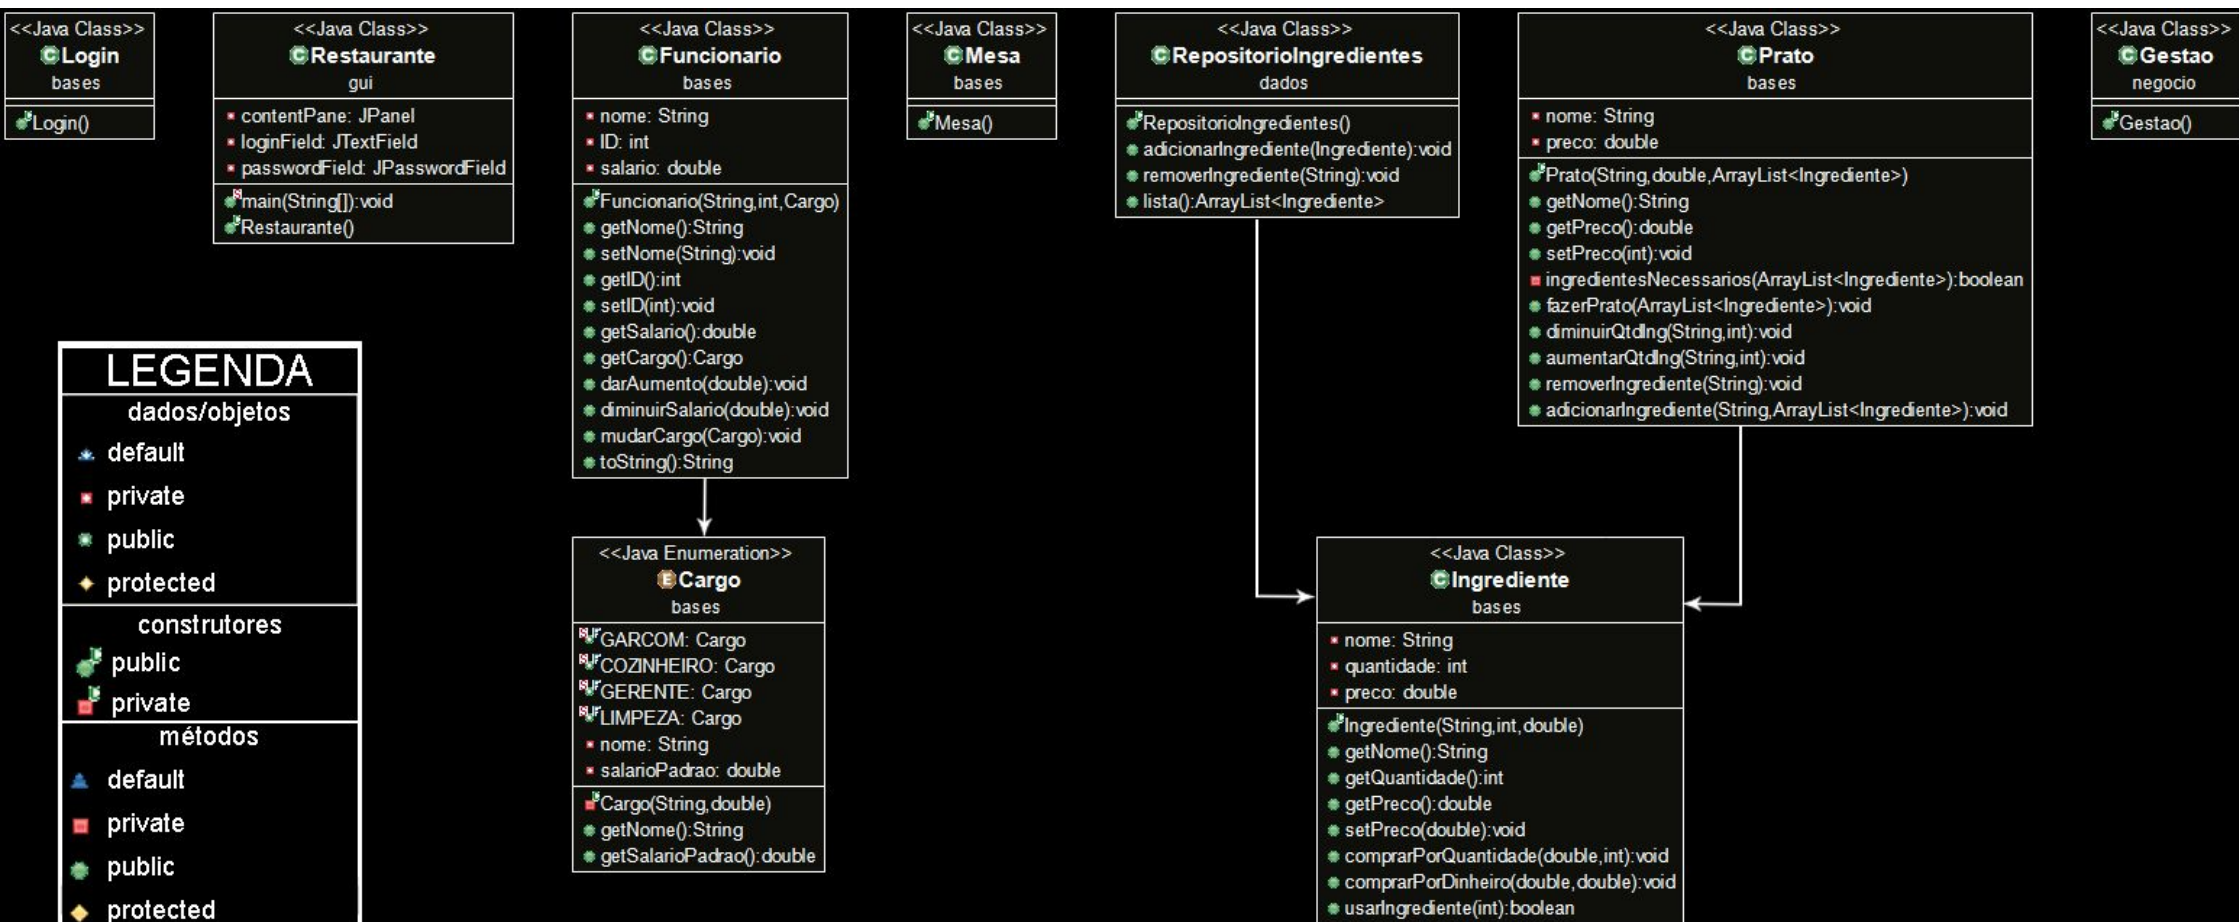 <<Java Class>>
Login
bases
Login()
<<Java Class>>
Restaurante
gui
contentPane: JPanel
loginField: JTextField
passwordField: JPasswordField
main(String[]):void
Restaurante()
<<Java Class>>
Funcionario
bases
nome: String
ID: int
salario: double
Funcionario(String,int,Cargo)
getNome():String
setNome(String):void
getID():int
setID(int):void
getSalario():double
getCargo():Cargo
darAumento(double):void
diminuirSalario(double):void
mudarCargo(Cargo):void
toString():String
<<Java Class>>
Mesa
bases
Mesa()
<<Java Class>>
RepositorioIngredientes
dados
RepositorioIngredientes()
adicionarIngrediente(Ingrediente):void
removerIngrediente(String):void
lista():ArrayList<Ingrediente>
<<Java Class>>
Prato
bases
nome: String
preco: double
Prato(String,double,ArrayList<Ingrediente>)
getNome():String
getPreco():double
setPreco(int):void
ingredientesNecessarios(ArrayList<Ingrediente>):boolean
fazerPrato(ArrayList<Ingrediente>):void
diminuirQtdIng(String,int):void
aumentarQtdIng(String,int):void
removerIngrediente(String):void
adicionarIngrediente(String,ArrayList<Ingrediente>):void
<<Java Class>>
Gestao
negocio
Gestao()
LEGENDA
dados/objetos
default
private
public
protected
construtores
public
private
métodos
default
private
public
protected
<<Java Enumeration>>
Cargo
bases
GARCOM: Cargo
COZINHEIRO: Cargo
GERENTE: Cargo
LIMPEZA: Cargo
nome: String
salarioPadrao: double
Cargo(String,double)
getNome():String
getSalarioPadrao():double
<<Java Class>>
Ingrediente
bases
nome: String
quantidade: int
preco: double
Ingrediente(String,int,double)
getNome():String
getQuantidade():int
getPreco():double
setPreco(double):void
comprarPorQuantidade(double,int):void
comprarPorDinheiro(double,double):void
usarIngrediente(int):boolean